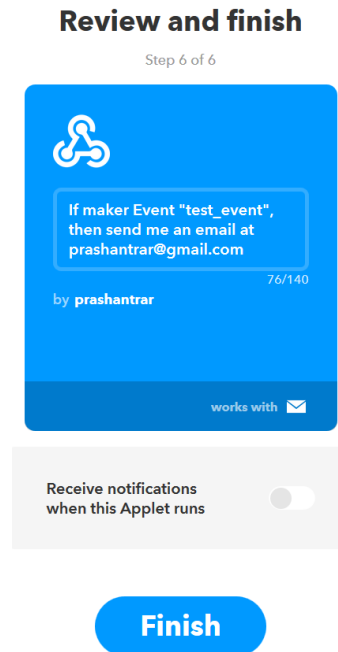 Review and finish
Step 6 of 6
If maker Event "test_event",
then send me an email at
prashantrar@gmail.com
76/140
by prashantrar
works with
Receive notifications
when this Applet runs
Finish